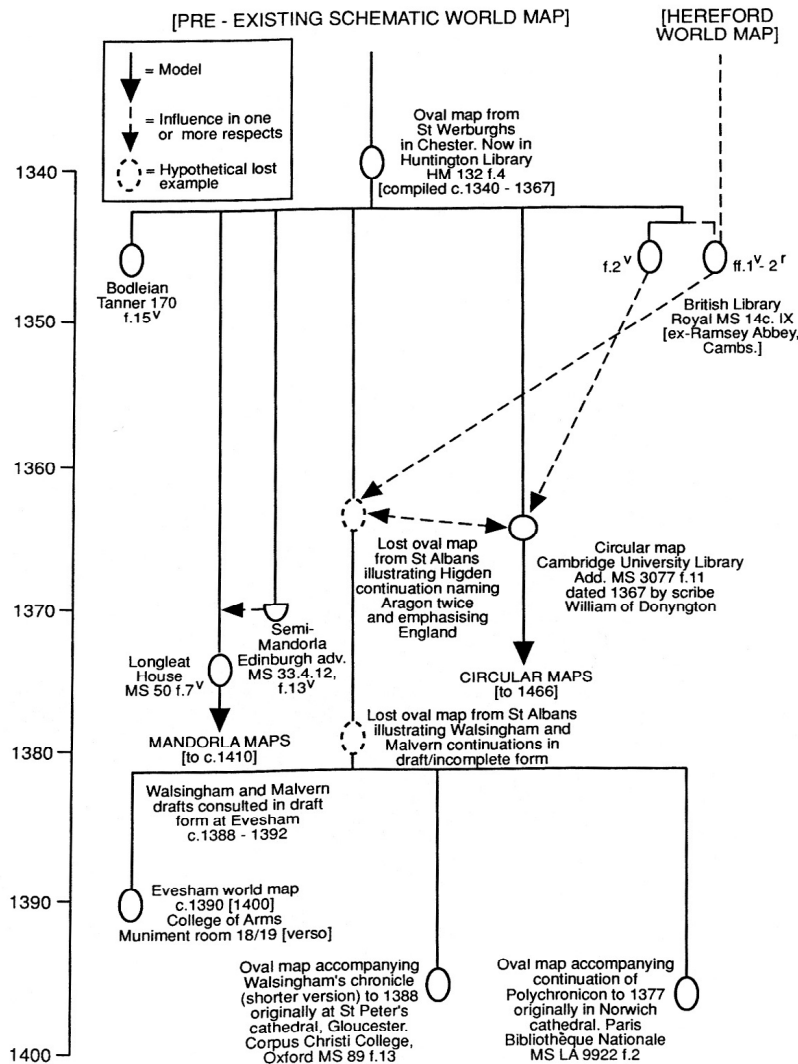 [PRE - EXISTING SCHEMATIC WORLD MAP]
[HEREFORD
WORLD MAP]
= Model
= Influence in one
or more respects
= Hypothetical lost
example
Oval map from
St Werburghs
in Chester. Now in
Huntington Library
HM 132 f.4
[compiled c.1340 - 1367]
1340
1350
1360
1370
1380
1390
1400
Bodleian
Tanner 170
f.15v
f.2v
ff.1v- 2r
British Library
Royal MS 14c. IX
[ex-Ramsey Abbey,
Cambs.]
Lost oval map
from St Albans
illustrating Higden
continuation naming
Aragon twice
and emphasising
England
Circular map
Cambridge University Library
Add. MS 3077 f.11
dated 1367 by scribe
William of Donyngton
Semi-
Mandorla
Edinburgh adv.
MS 33.4.12,
f.13v
Longleat
House
MS 50 f.7v
CIRCULAR MAPS
[to 1466]
MANDORLA MAPS
[to c.1410]
Lost oval map from St Albans
illustrating Walsingham and
Malvern continuations in
draft/incomplete form
Walsingham and Malvern
drafts consulted in draft
form at Evesham
c.1388 - 1392
Evesham world map
c.1390 [1400]
College of Arms
Muniment room 18/19 [verso]
Oval map accompanying
Walsingham's chronicle
(shorter version) to 1388
originally at St Peter's
cathedral, Gloucester.
Corpus Christi College,
Oxford MS 89 f.13
Oval map accompanying
continuation of
Polychronicon to 1377
originally in Norwich
cathedral. Paris
Bibliothèque Nationale
MS LA 9922 f.2